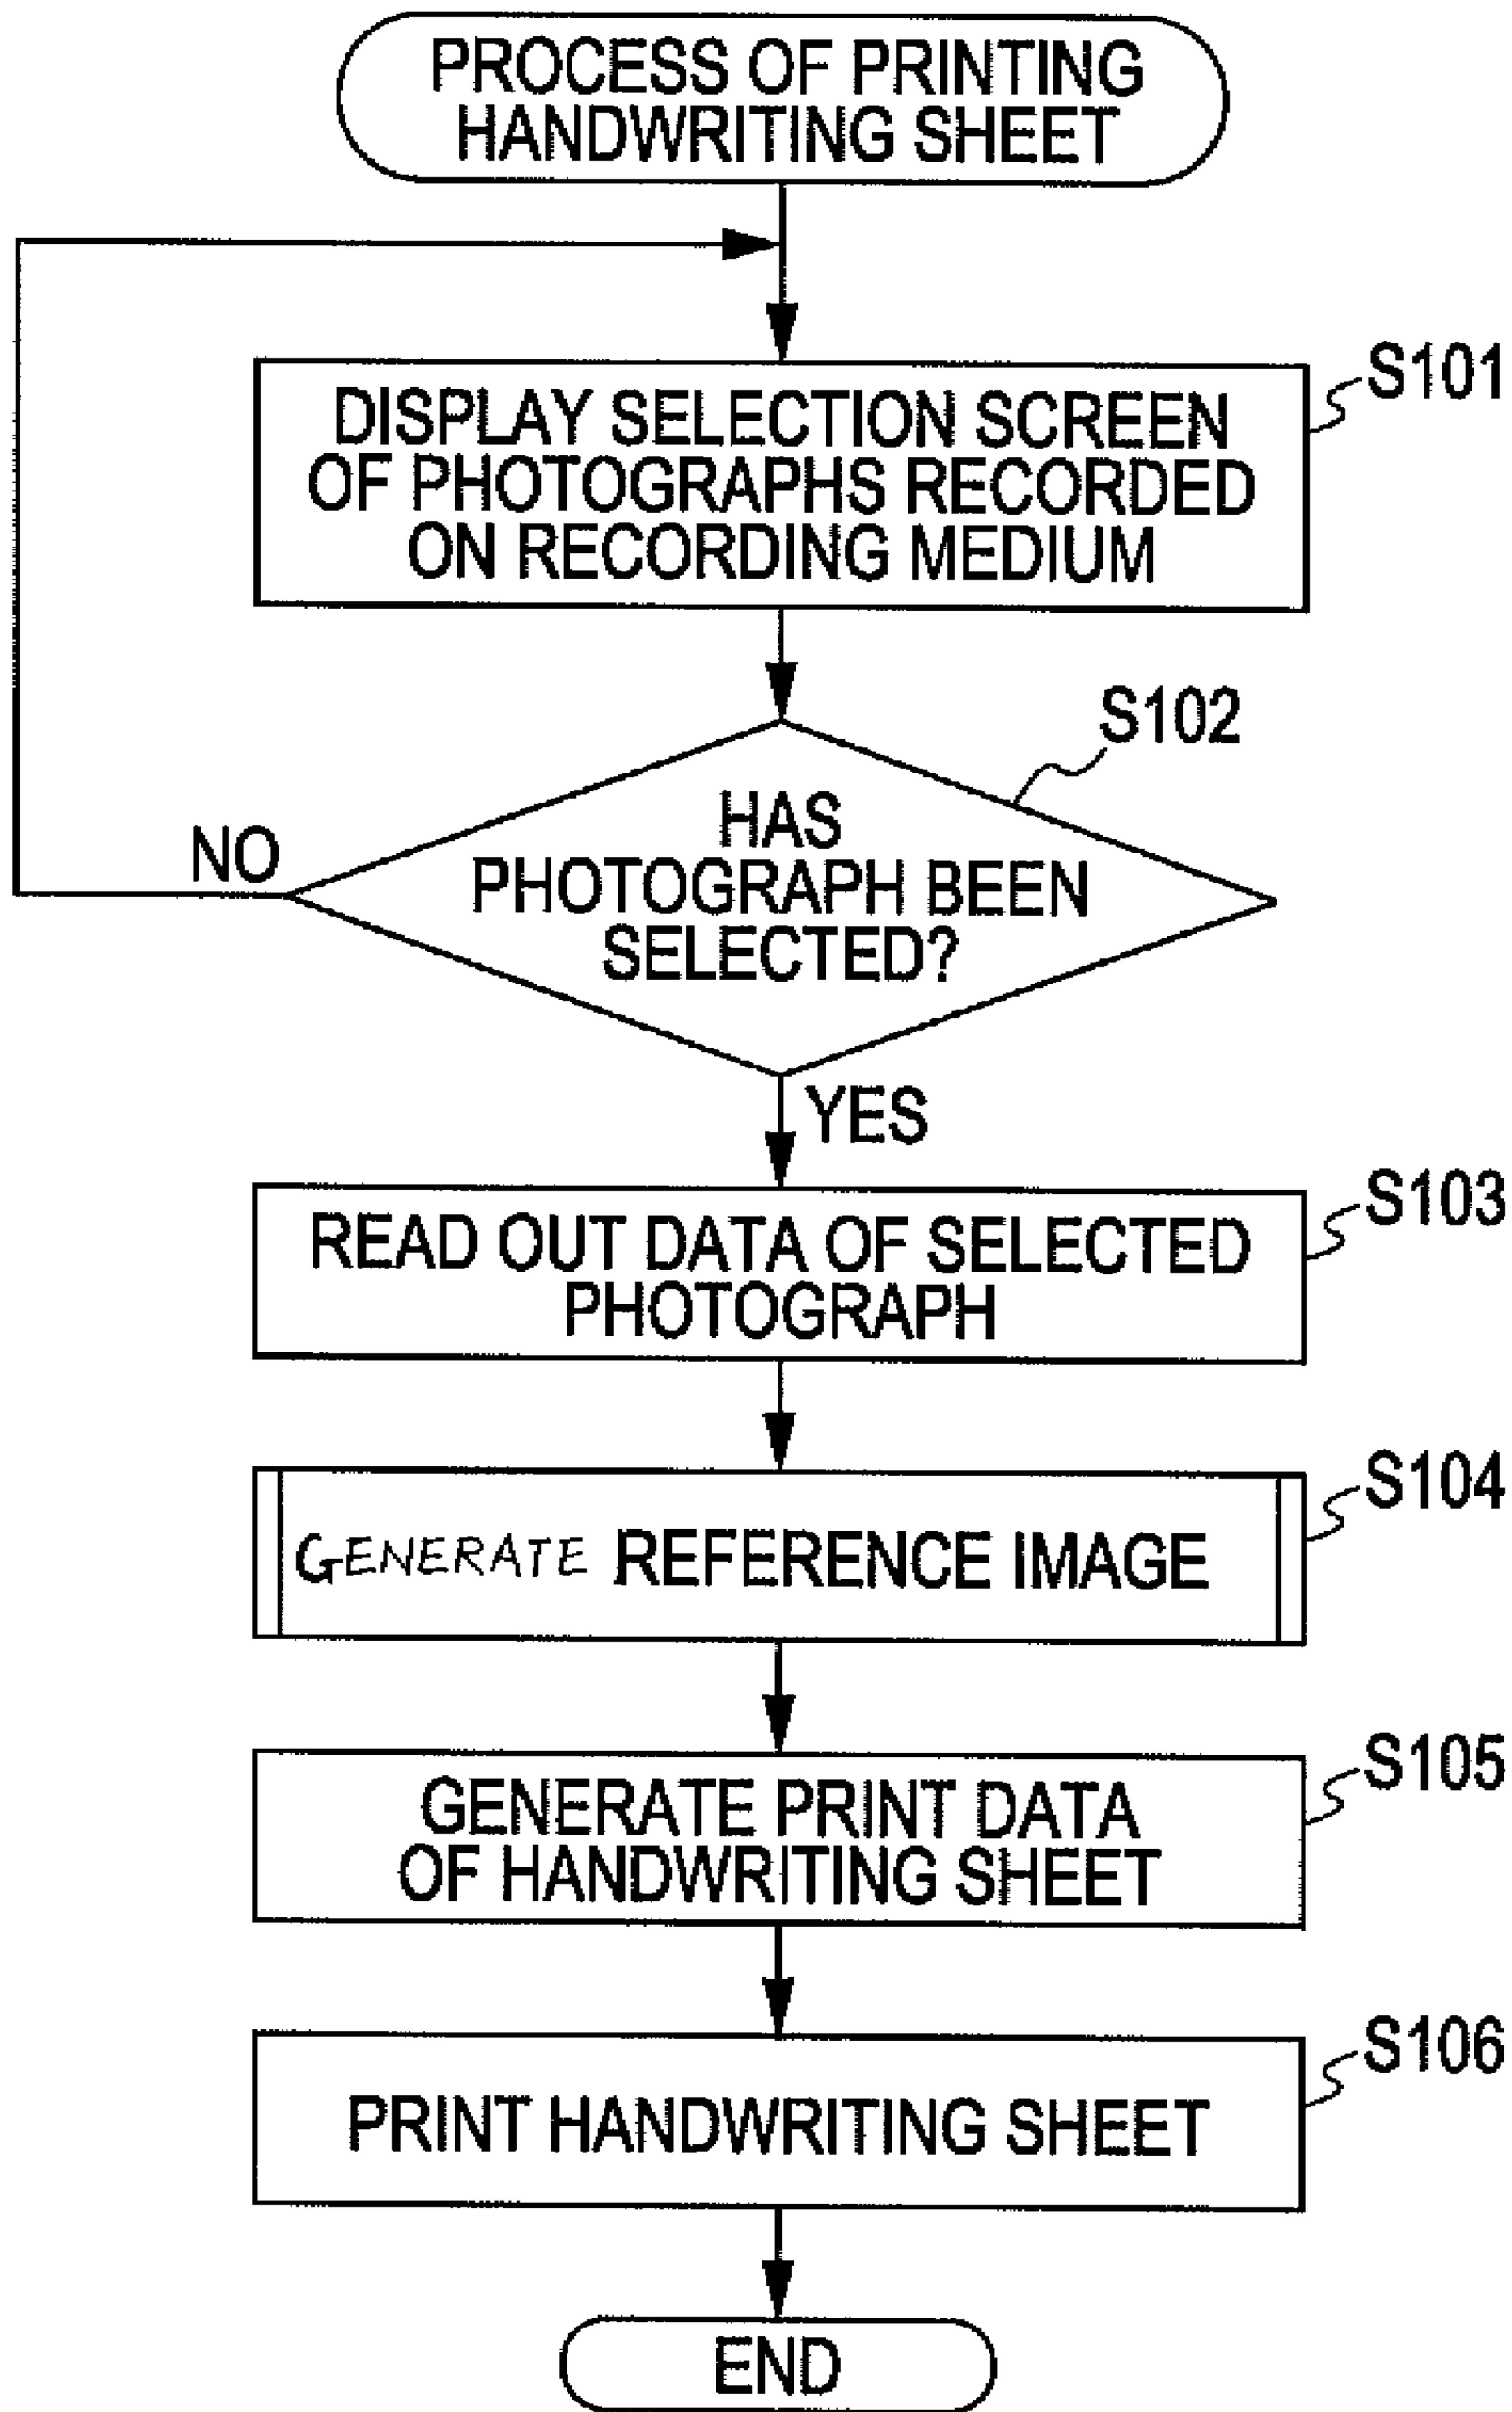 PROCESS OF PRINTING
HANDWRITING SHEET
S101
DISPLAY SELECTION SCREEN
OF PHOTOGRAPHS RECORDED
ON RECORDING MEDIUM
S102
HAS
PHOTOGRAPH BEEN
SELECTED?
NO
YES
S103
READ OUT DATA OF SELECTED
PHOTOGRAPH
S104
GENERATE REFERENCE IMAGE
S105
GENERATE PRINT DATA
OF HANDWRITING SHEET
S106
PRINT HANDWRITING SHEET
END